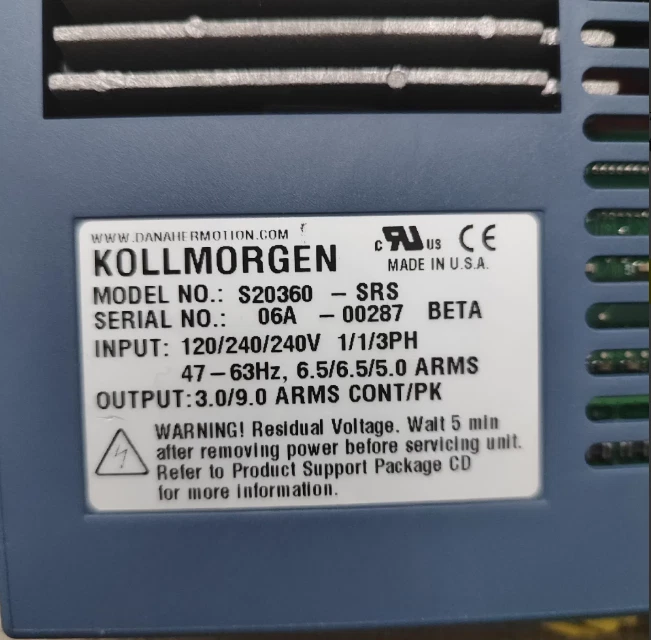 WWW.DANAHERMOTION.COM
KOLLMORGEN
c RU US CE
MADE IN U.S.A.
MODEL NO.: S20360 – SRS
SERIAL NO.: 06A – 00287 BETA
INPUT: 120/240/240V 1/1/3PH
47–63Hz, 6.5/6.5/5.0 ARMS
OUTPUT:3.0/9.0 ARMS CONT/PK
WARNING! Residual Voltage. Wait 5 min
after removing power before servicing unit.
Refer to Product Support Package CD
for more information.